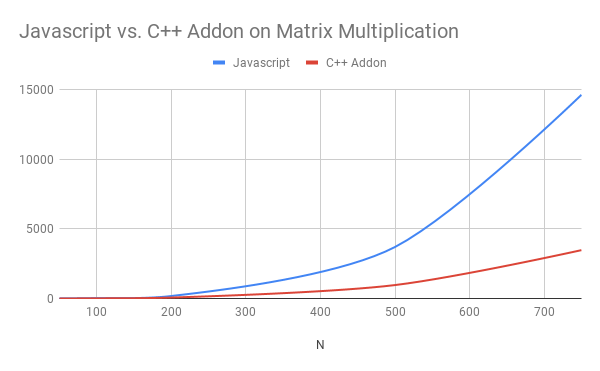 Javascript vs. C++ Addon on Matrix Multiplication
Javascript C++ Addon
15000
10000
5000
0
100 200 300 400 500 600 700
N